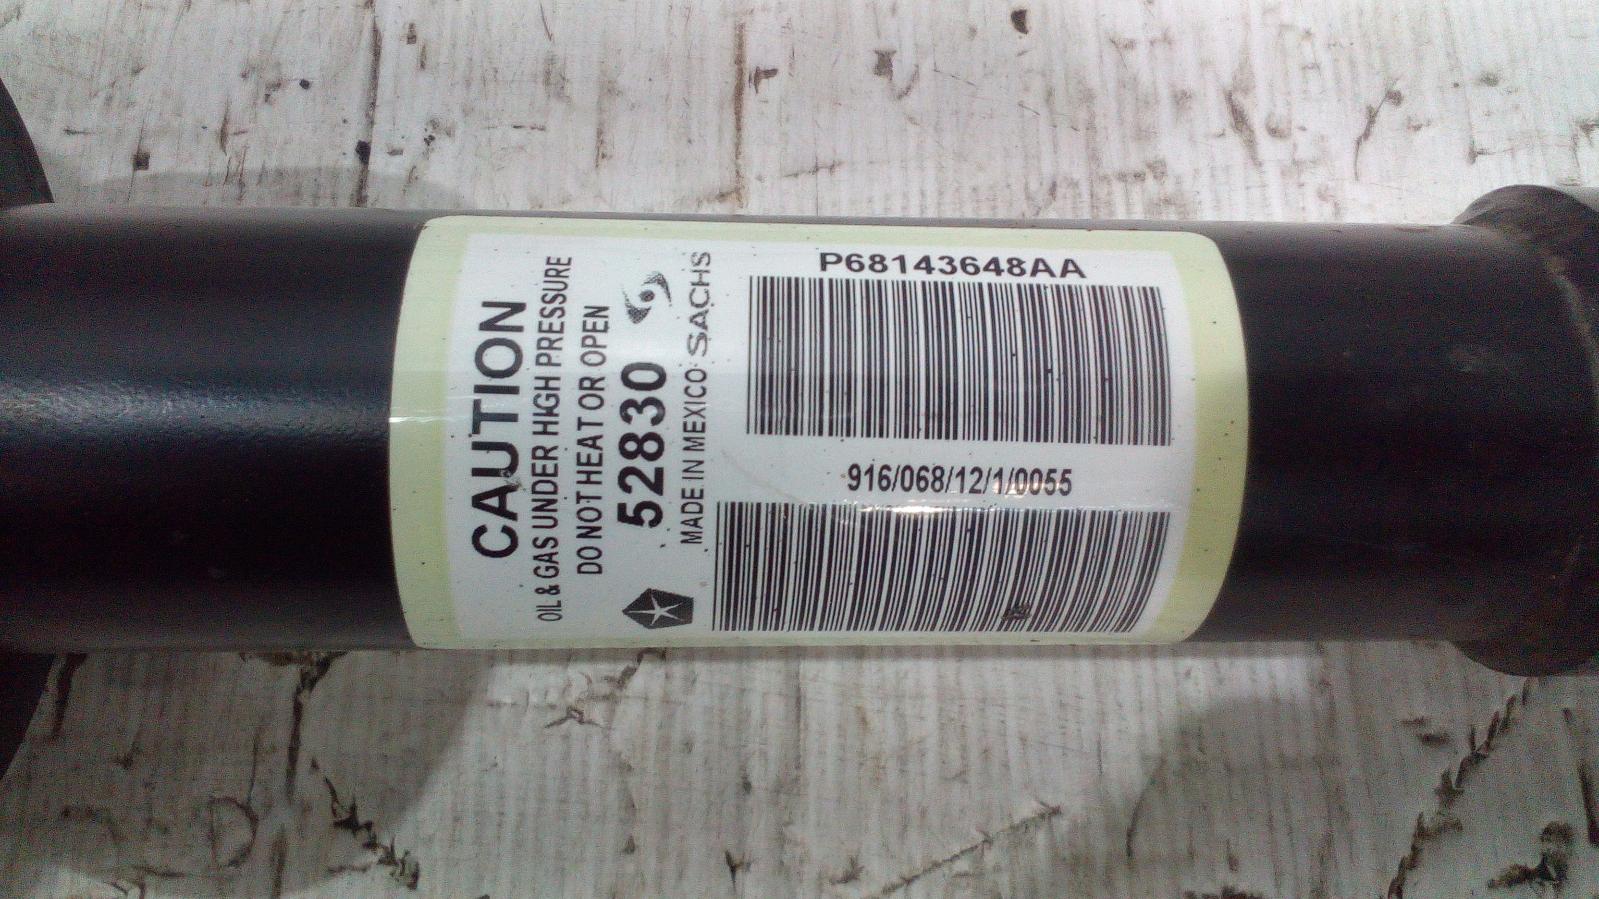 CAUTION
OIL & GAS UNDER HIGH PRESSURE
DO NOT HEAT OR OPEN
52830
MADE IN MEXICO SACHS
P68143648AA
916/068/12/1/0055